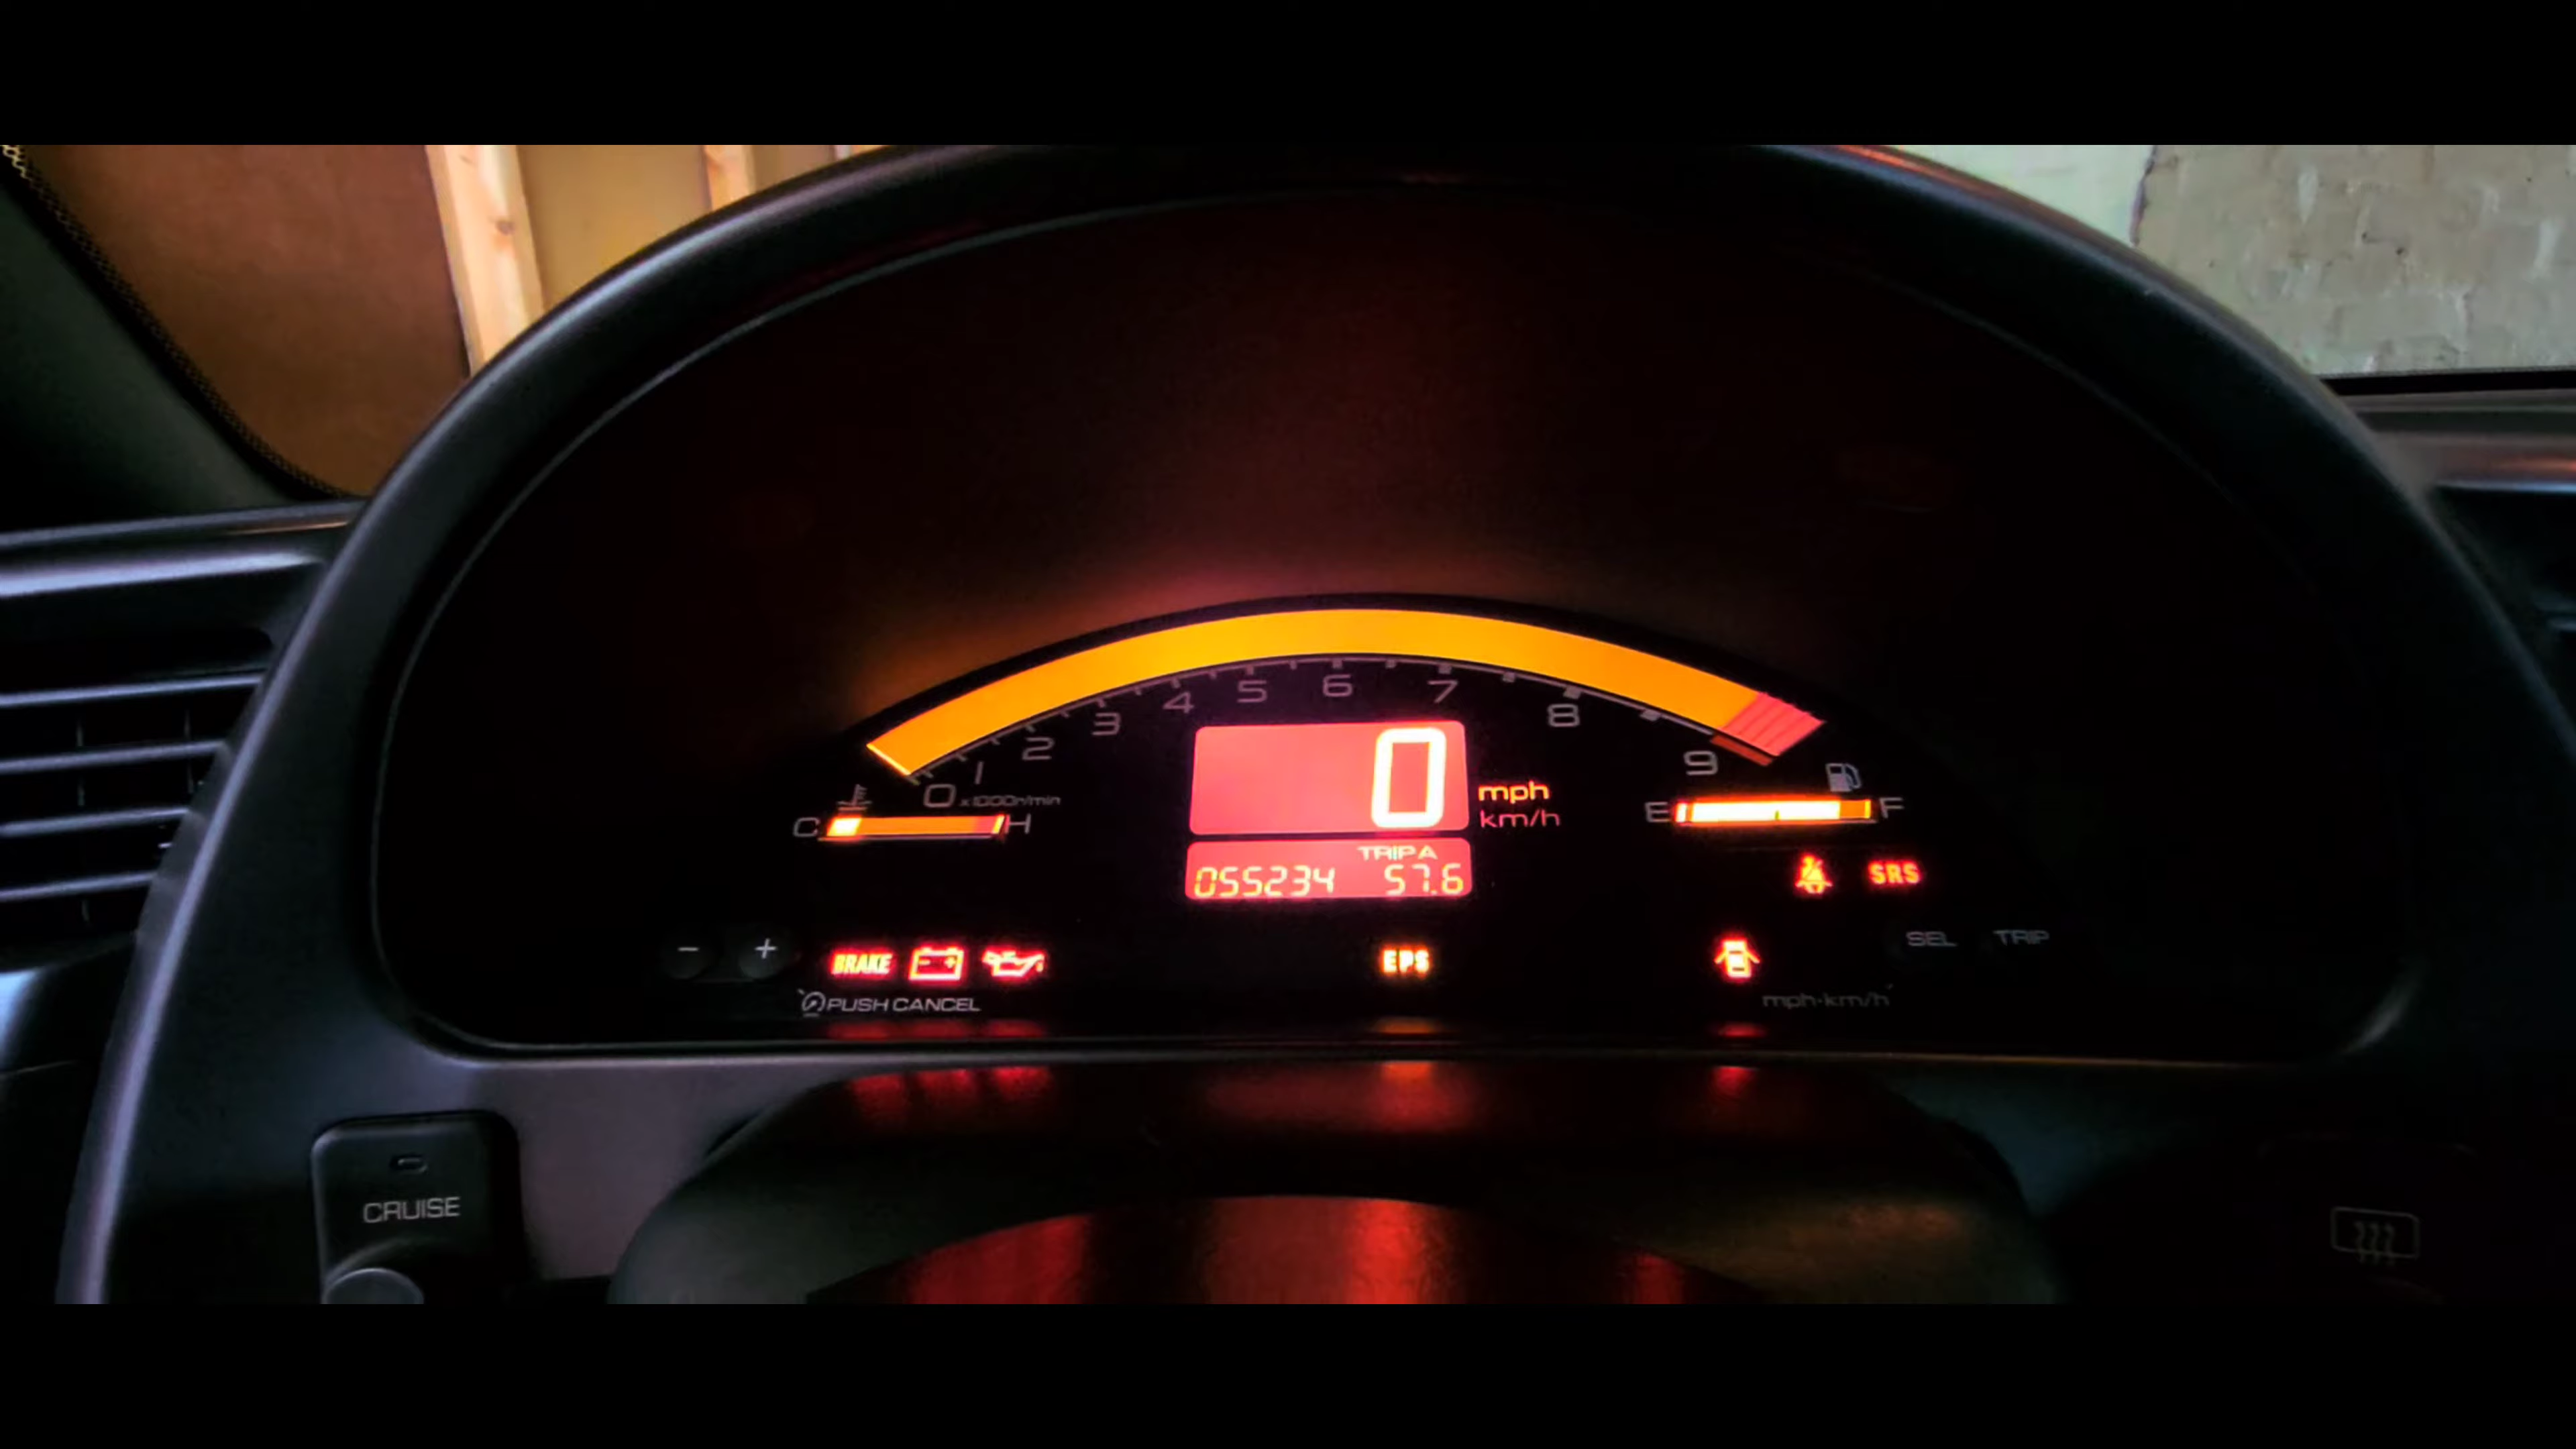 0 1 2 3 4 5 6 7 8 9
x1000r/min
0 mph
km/h
C H
E F
TRIP A
055234 57.6
SRS
- +
BRAKE
EPS
SEL TRIP
PUSH CANCEL
mph·km/h
CRUISE